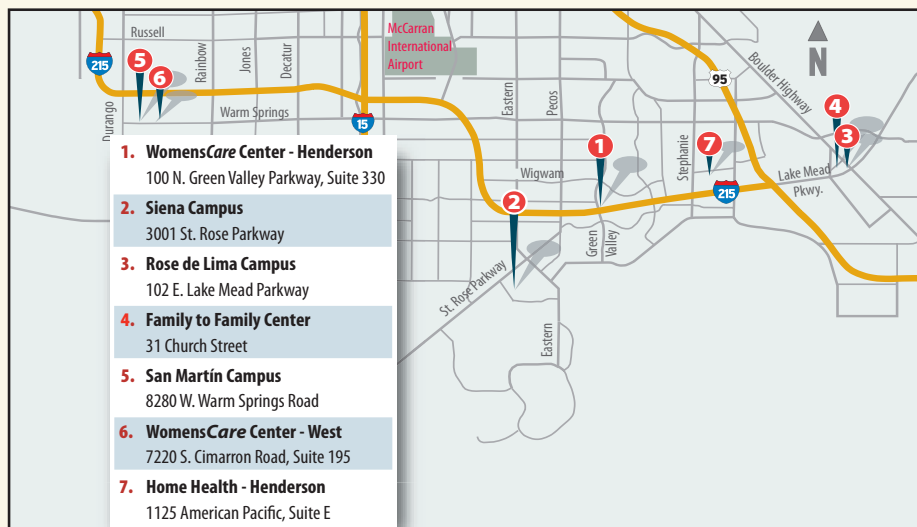 Russell
215
5
6
Durango
Rainbow
Jones
Decatur
Warm Springs
15
McCarran
International
Airport
Eastern
Pecos
95
Boulder Highway
N
4
3
Lake Mead
Pkwy.
Stephanie
7
215
Wigwam
1
2
Green
Valley
St. Rose Parkway
Eastern
1. WomensCare Center - Henderson
100 N. Green Valley Parkway, Suite 330
2. Siena Campus
3001 St. Rose Parkway
3. Rose de Lima Campus
102 E. Lake Mead Parkway
4. Family to Family Center
31 Church Street
5. San Martín Campus
8280 W. Warm Springs Road
6. WomensCare Center - West
7220 S. Cimarron Road, Suite 195
7. Home Health - Henderson
1125 American Pacific, Suite E